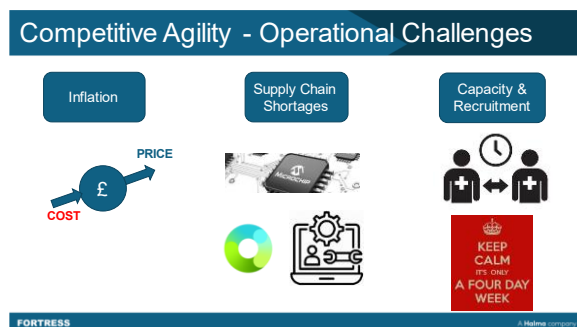 Competitive Agility - Operational Challenges
Inflation
Supply Chain
Shortages
Capacity &
Recruitment
PRICE
£
COST
MICROCHIP
KEEP
CALM
IT'S ONLY
A FOUR DAY
WEEK
FORTRESS
A Halma company